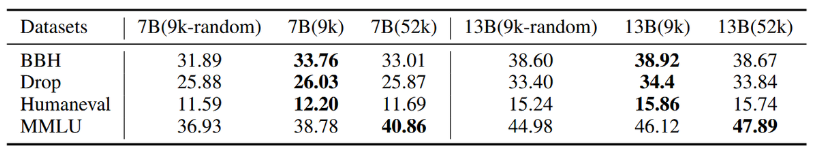 Datasets 7B(9k-random) 7B(9k) 7B(52k) 13B(9k-random) 13B(9k) 13B(52k)
BBH 31.89 33.76 33.01 38.60 38.92 38.67
Drop 25.88 26.03 25.87 33.40 34.4 33.84
Humaneval 11.59 12.20 11.69 15.24 15.86 15.74
MMLU 36.93 38.78 40.86 44.98 46.12 47.89